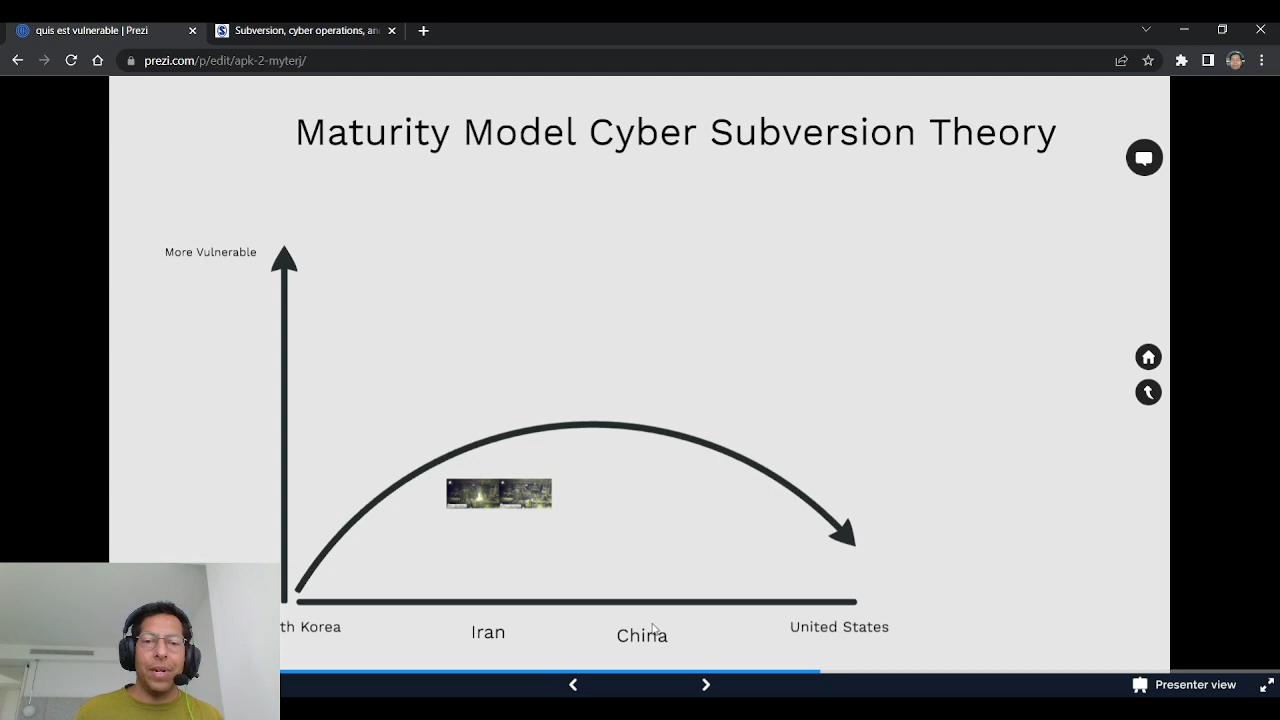 quis est vulnerable | Prezi
Subversion, cyber operations, an
prezi.com/p/edit/apk-2-myterj/
Maturity Model Cyber Subversion Theory
More Vulnerable
th Korea
Iran
China
United States
Presenter view